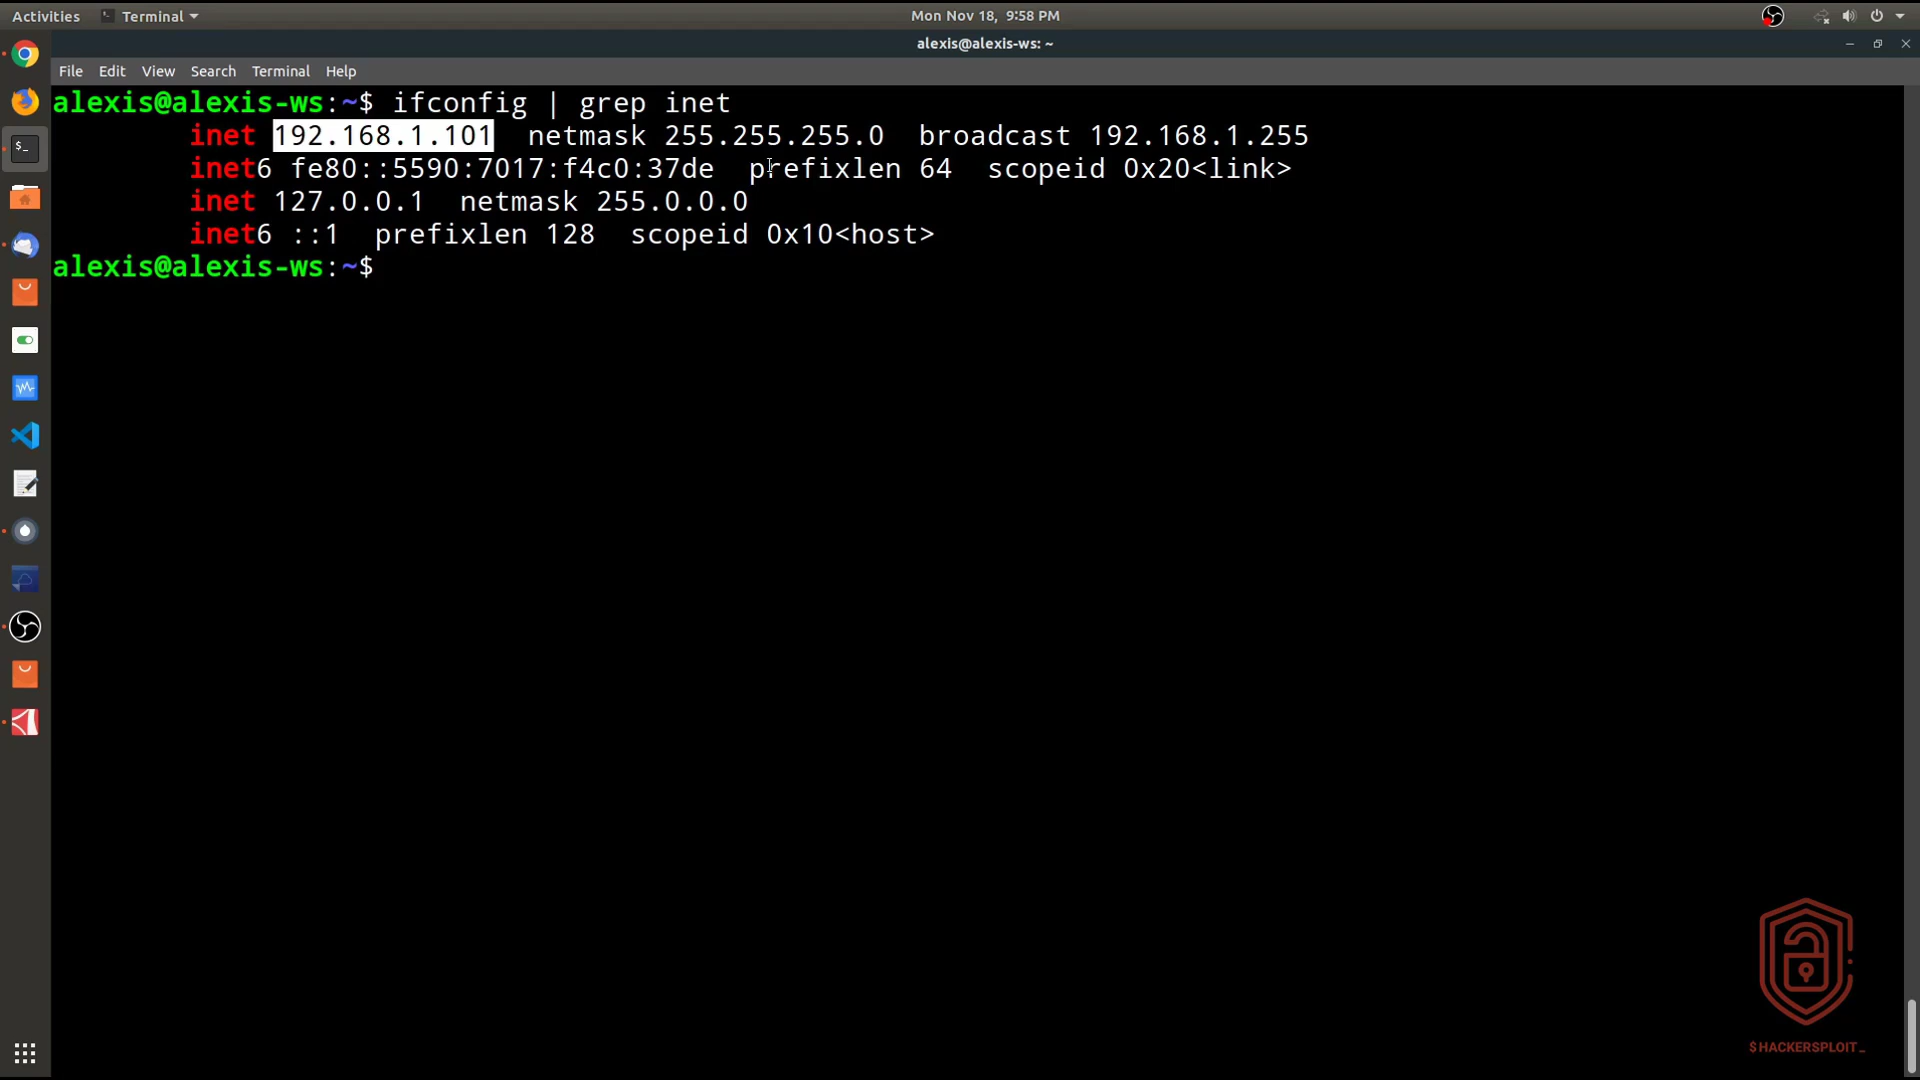 Activities Terminal Mon Nov 18, 9:58 PM
alexis@alexis-ws: ~
File Edit View Search Terminal Help
alexis@alexis-ws:~$ ifconfig | grep inet
inet 192.168.1.101  netmask 255.255.255.0  broadcast 192.168.1.255
inet6 fe80::5590:7017:f4c0:37de  prefixlen 64  scopeid 0x20<link>
inet 127.0.0.1  netmask 255.0.0.0
inet6 ::1  prefixlen 128  scopeid 0x10<host>
alexis@alexis-ws:~$
$HACKERSPLOIT_